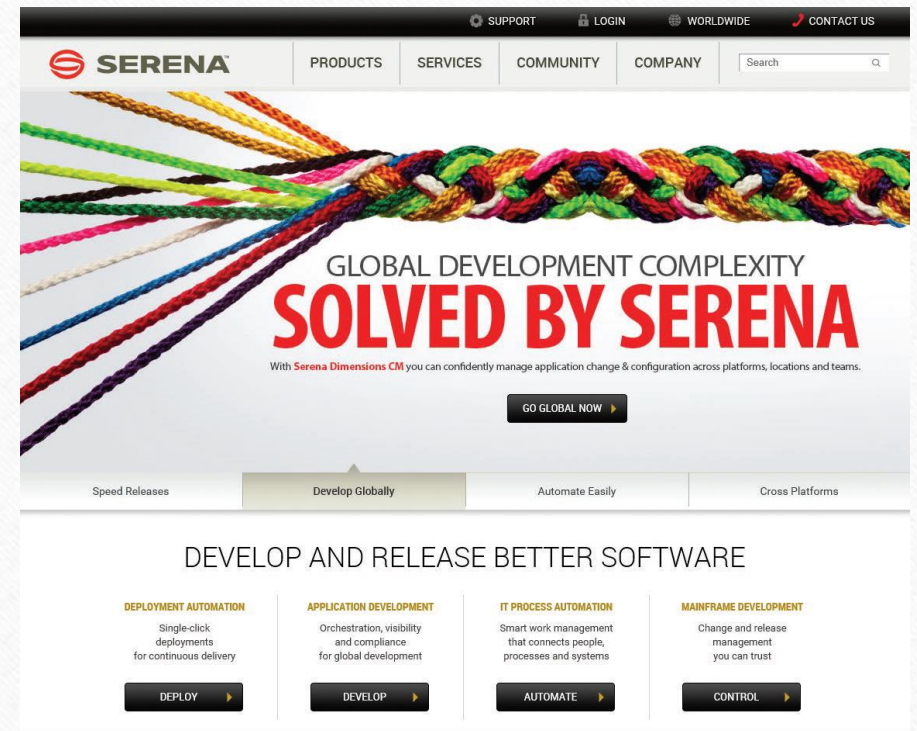 SUPPORT LOGIN WORLDWIDE CONTACT US
SERENA™ PRODUCTS SERVICES COMMUNITY COMPANY Search
GLOBAL DEVELOPMENT COMPLEXITY
SOLVED BY SERENA
With Serena Dimensions CM you can confidently manage application change & configuration across platforms, locations and teams.
GO GLOBAL NOW
Speed Releases Develop Globally Automate Easily Cross Platforms
DEVELOP AND RELEASE BETTER SOFTWARE
DEPLOYMENT AUTOMATION
Single-click
deployments
for continuous delivery
DEPLOY
APPLICATION DEVELOPMENT
Orchestration, visibility
and compliance
for global development
DEVELOP
IT PROCESS AUTOMATION
Smart work management
that connects people,
processes and systems
AUTOMATE
MAINFRAME DEVELOPMENT
Change and release
management
you can trust
CONTROL